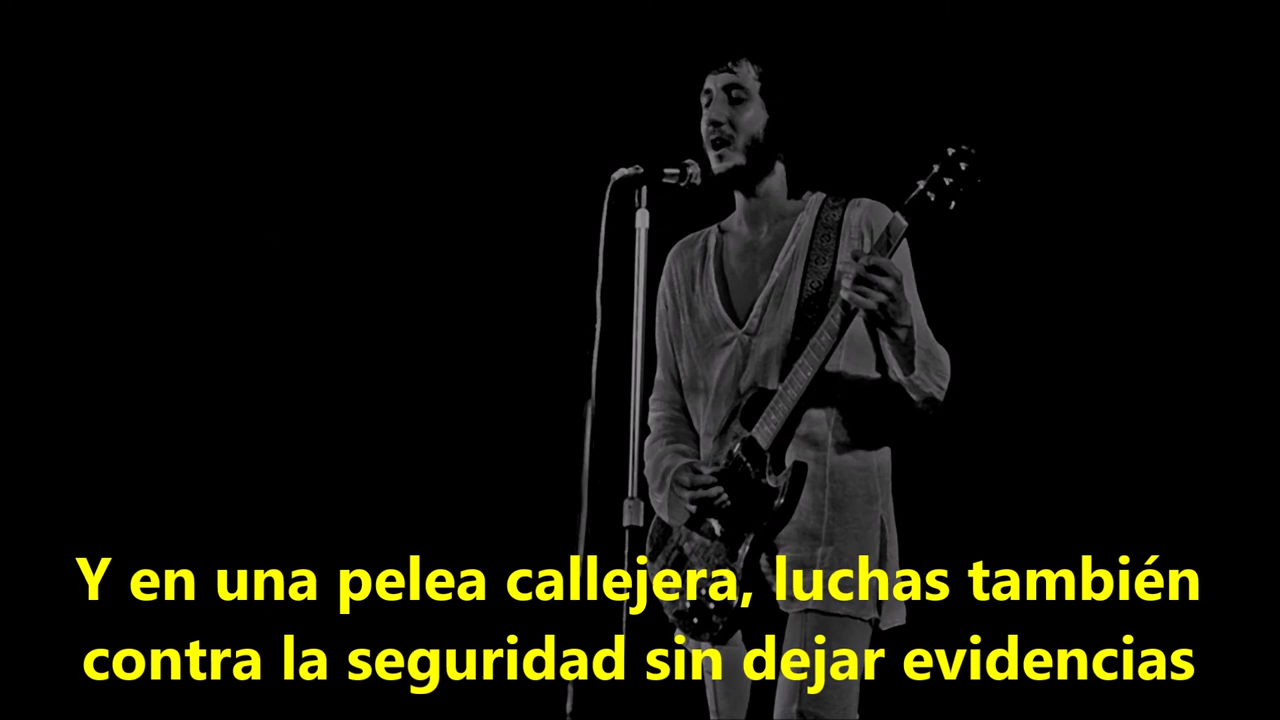 Y en una pelea callejera, luchas también
contra la seguridad sin dejar evidencias